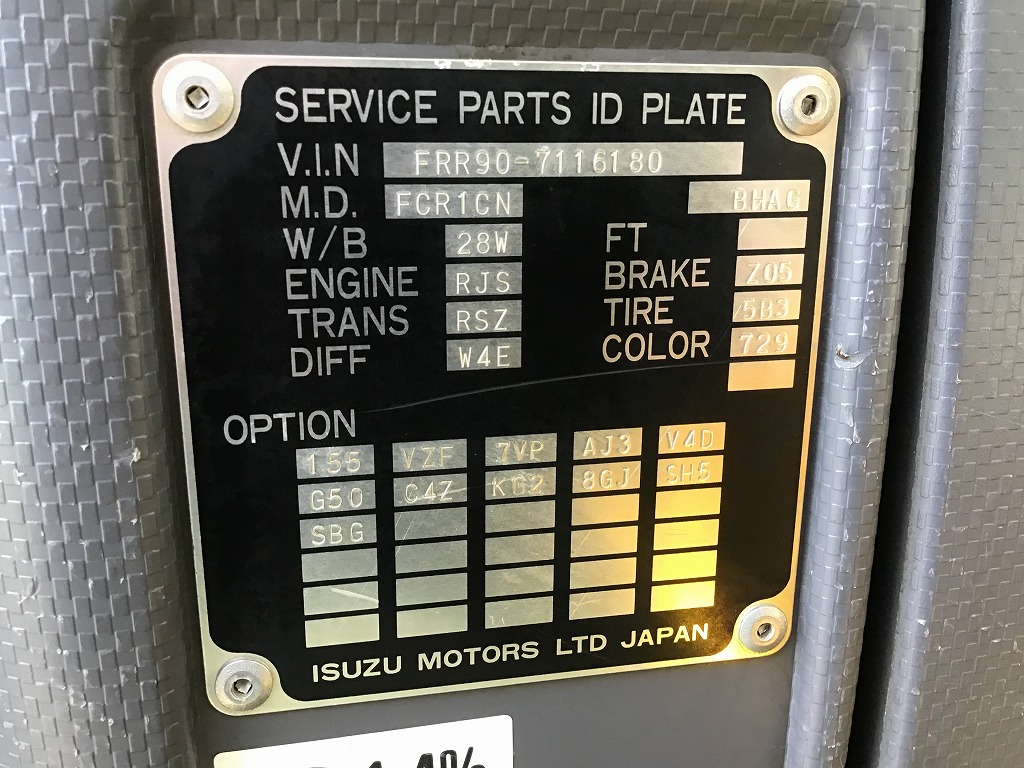 SERVICE PARTS ID PLATE
V.I.N FRR90-7116180
M.D. FCR1CN BHAG
W/B 28W FT
ENGINE RJS BRAKE Z05
TRANS RSZ TIRE 5B3
DIFF W4E COLOR 729
OPTION
155 VZF 7VP AJ3 V4D
G50 C4Z KG2 8GJ SH5
SBG
ISUZU MOTORS LTD JAPAN